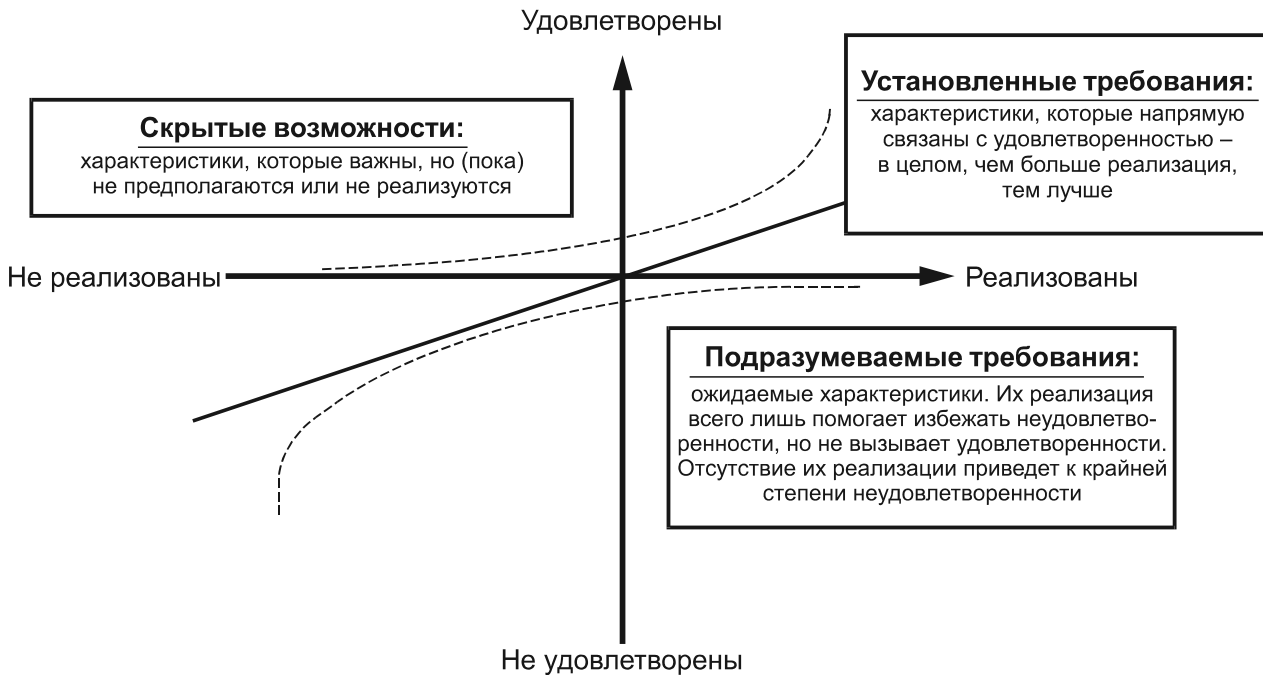 Удовлетворены
Установленные требования:
характеристики, которые напрямую
связаны с удовлетворенностью –
в целом, чем больше реализация,
тем лучше
Скрытые возможности:
характеристики, которые важны, но (пока)
не предполагаются или не реализуются
Не реализованы
Реализованы
Подразумеваемые требования:
ожидаемые характеристики. Их реализация
всего лишь помогает избежать неудовлетво-
ренности, но не вызывает удовлетворенности.
Отсутствие их реализации приведет к крайней
степени неудовлетворенности
Не удовлетворены